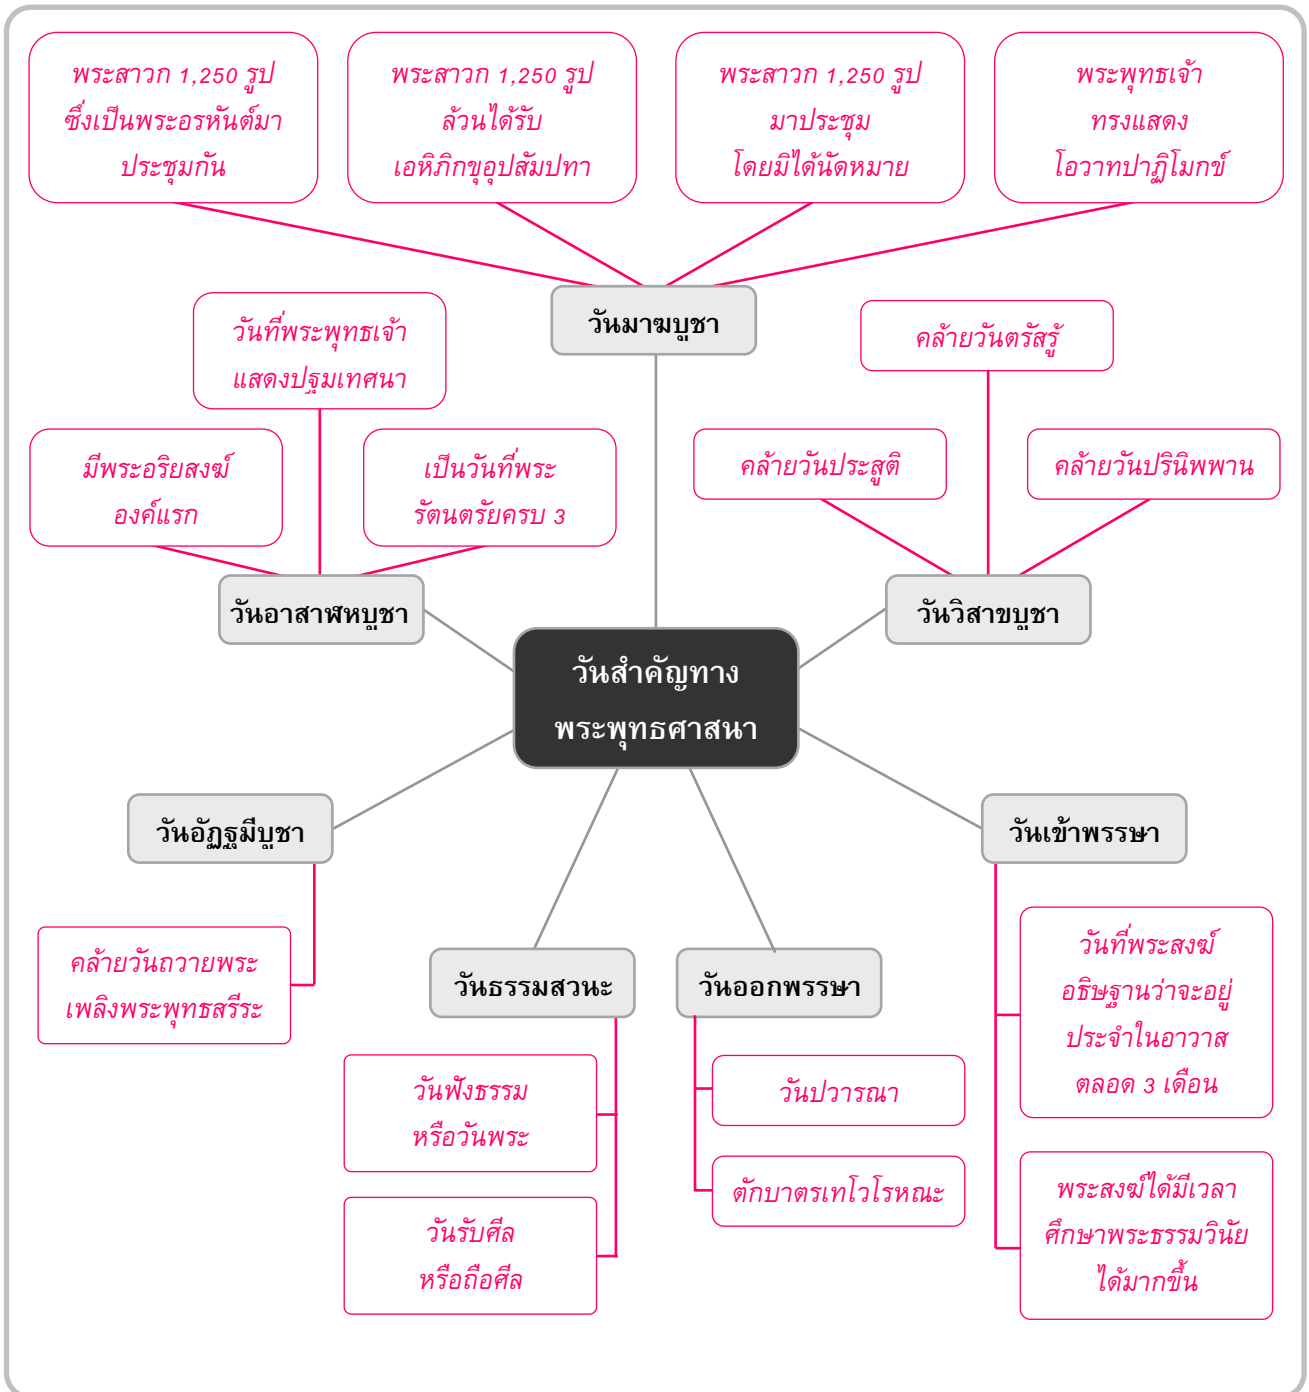 พระสาวก 1,250 รูป
ซึ่งเป็นพระอรหันต์มา
ประชุมกัน
พระสาวก 1,250 รูป
ล้วนได้รับ
เอหิภิกขุอุปสัมปทา
พระสาวก 1,250 รูป
มาประชุม
โดยมิได้นัดหมาย
พระพุทธเจ้า
ทรงแสดง
โอวาทปาฏิโมกข์
วันมาฆบูชา
วันที่พระพุทธเจ้า
แสดงปฐมเทศนา
คล้ายวันตรัสรู้
มีพระอริยสงฆ์
องค์แรก
เป็นวันที่พระ
รัตนตรัยครบ 3
คล้ายวันประสูติ
คล้ายวันปรินิพพาน
วันอาสาฬหบูชา
วันวิสาขบูชา
วันสำคัญทาง
พระพุทธศาสนา
วันอัฏฐมีบูชา
วันเข้าพรรษา
คล้ายวันถวายพระ
เพลิงพระพุทธสรีระ
วันธรรมสวนะ
วันออกพรรษา
วันที่พระสงฆ์
อธิษฐานว่าจะอยู่
ประจำในอาวาส
ตลอด 3 เดือน
วันฟังธรรม
หรือวันพระ
วันปวารณา
วันรับศีล
หรือถือศีล
ตักบาตรเทโวโรหณะ
พระสงฆ์ได้มีเวลา
ศึกษาพระธรรมวินัย
ได้มากขึ้น